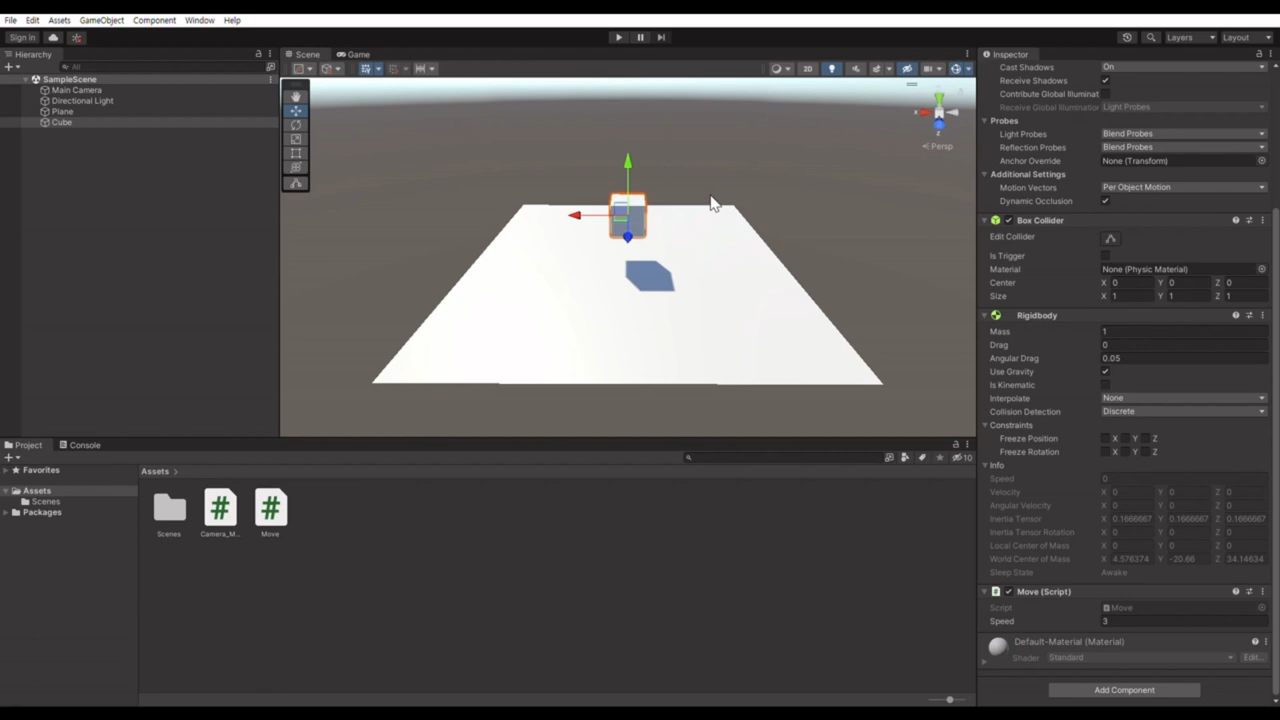 File Edit Assets GameObject Component Window Help
Sign in Layers Layout
Hierarchy
All
SampleScene
Main Camera
Directional Light
Plane
Cube
Scene Game
2D
y
x
z
Persp
Inspector
Cast Shadows On
Receive Shadows
Contribute Global Illuminat
Receive Global Illumination Light Probes
Probes
Light Probes Blend Probes
Reflection Probes Blend Probes
Anchor Override None (Transform)
Additional Settings
Motion Vectors Per Object Motion
Dynamic Occlusion
Box Collider
Edit Collider
Is Trigger
Material None (Physic Material)
Center X 0 Y 0 Z 0
Size X 1 Y 1 Z 1
Rigidbody
Mass 1
Drag 0
Angular Drag 0.05
Use Gravity
Is Kinematic
Interpolate None
Collision Detection Discrete
Constraints
Freeze Position X Y Z
Freeze Rotation X Y Z
Info
Speed 0
Velocity X 0 Y 0 Z 0
Angular Velocity X 0 Y 0 Z 0
Inertia Tensor X 0.1666667 Y 0.1666667 Z 0.1666667
Inertia Tensor Rotation X 0 Y 0 Z 0
Local Center of Mass X 0 Y 0 Z 0
World Center of Mass X 4.576374 Y -20.66 Z 34.14634
Sleep State Awake
# Move (Script)
Script Move
Speed 3
Default-Material (Material)
Shader Standard Edit...
Add Component
Project Console
10
Favorites
Assets
Scenes
Packages
Assets >
# #
Scenes Camera_M... Move